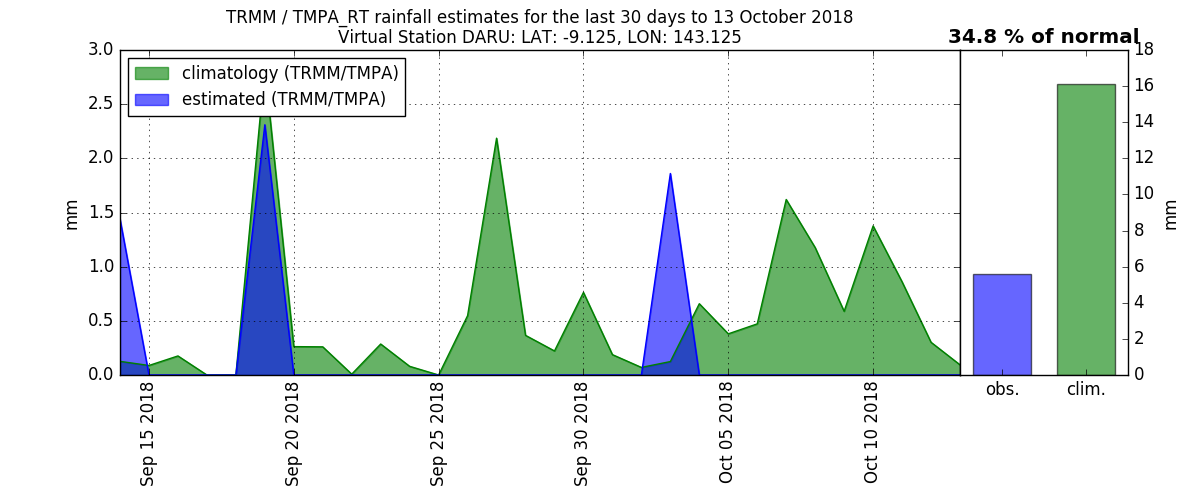 TRMM / TMPA_RT rainfall estimates for the last 30 days to 13 October 2018
Virtual Station DARU: LAT: -9.125, LON: 143.125
34.8 % of normal
climatology (TRMM/TMPA)
estimated (TRMM/TMPA)
3.0
2.5
2.0
1.5
1.0
0.5
0.0
mm
Sep 15 2018
Sep 20 2018
Sep 25 2018
Sep 30 2018
Oct 05 2018
Oct 10 2018
18
16
14
12
10
8
6
4
2
0
mm
obs.
clim.